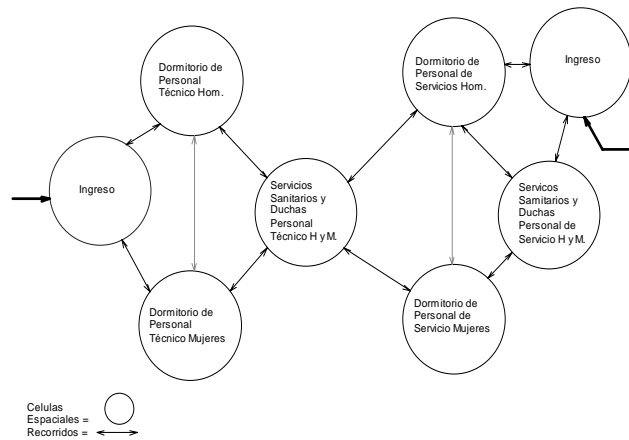 Dormitorio de
Personal
Técnico Hom.
Dormitorio de
Personal de
Servicios Hom.
Ingreso
Ingreso
Servicios
Sanitarios y
Duchas
Personal
Técnico H y M.
Servicos
Sanitarios y
Duchas
Personal de
Servicio H y M.
Dormitorio de
Personal
Técnico Mujeres
Dormitorio de
Personal de
Servicio Mujeres
Celulas
Espaciales =
Recorridos =